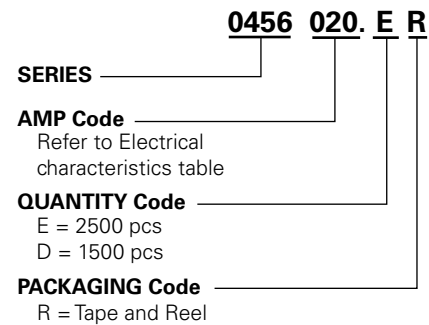 0456 020. E R
SERIES
AMP Code
Refer to Electrical
characteristics table
QUANTITY Code
E = 2500 pcs
D = 1500 pcs
PACKAGING Code
R = Tape and Reel